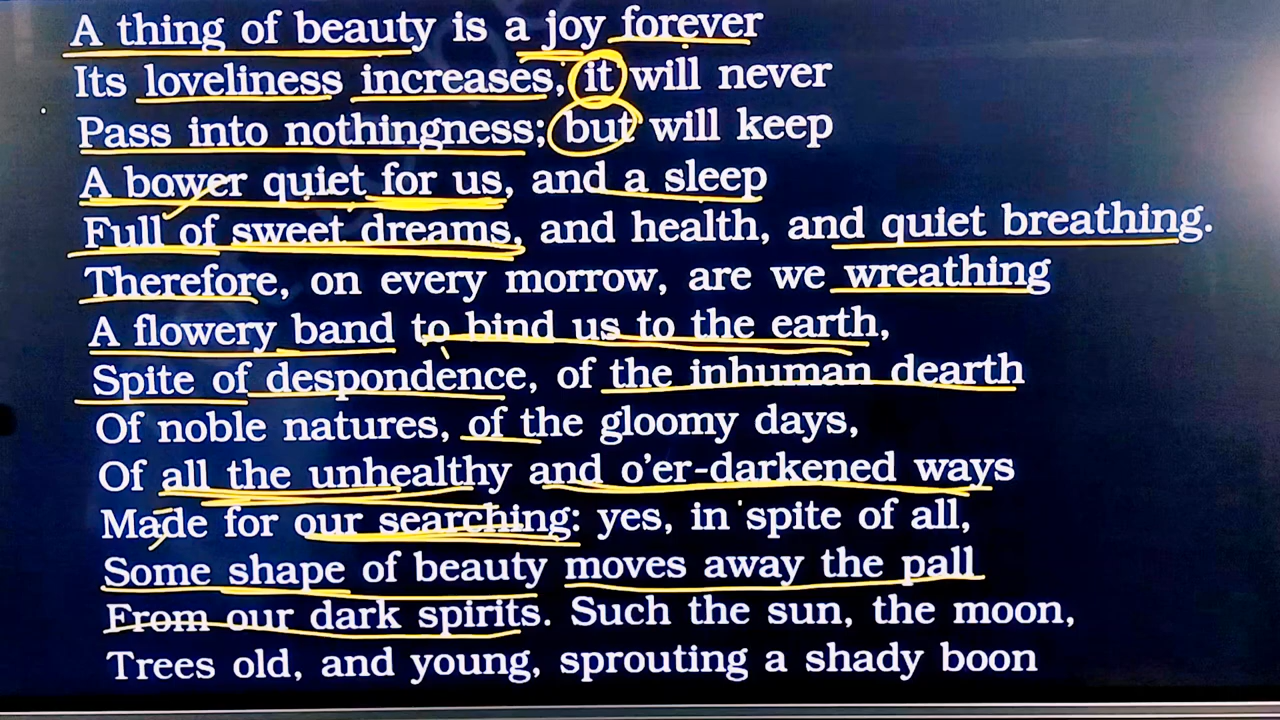 A thing of beauty is a joy forever
Its loveliness increases, it will never
Pass into nothingness; but will keep
A bower quiet for us, and a sleep
Full of sweet dreams, and health, and quiet breathing.
Therefore, on every morrow, are we wreathing
A flowery band to bind us to the earth,
Spite of despondence, of the inhuman dearth
Of noble natures, of the gloomy days,
Of all the unhealthy and o'er-darkened ways
Made for our searching: yes, in spite of all,
Some shape of beauty moves away the pall
From our dark spirits. Such the sun, the moon,
Trees old, and young, sprouting a shady boon